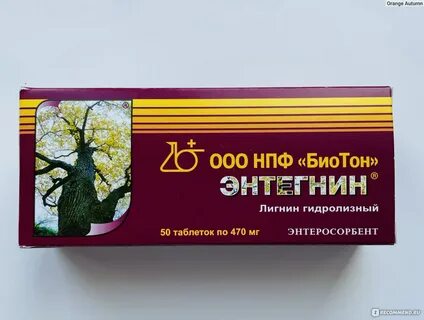 Orange Autumn
ООО НПФ «БиоТон»
ЭНТЕГНИН®
Лигнин гидролизный
50 таблеток по 470 мг
ЭНТЕРОСОРБЕНТ
IRECOMMEND.RU